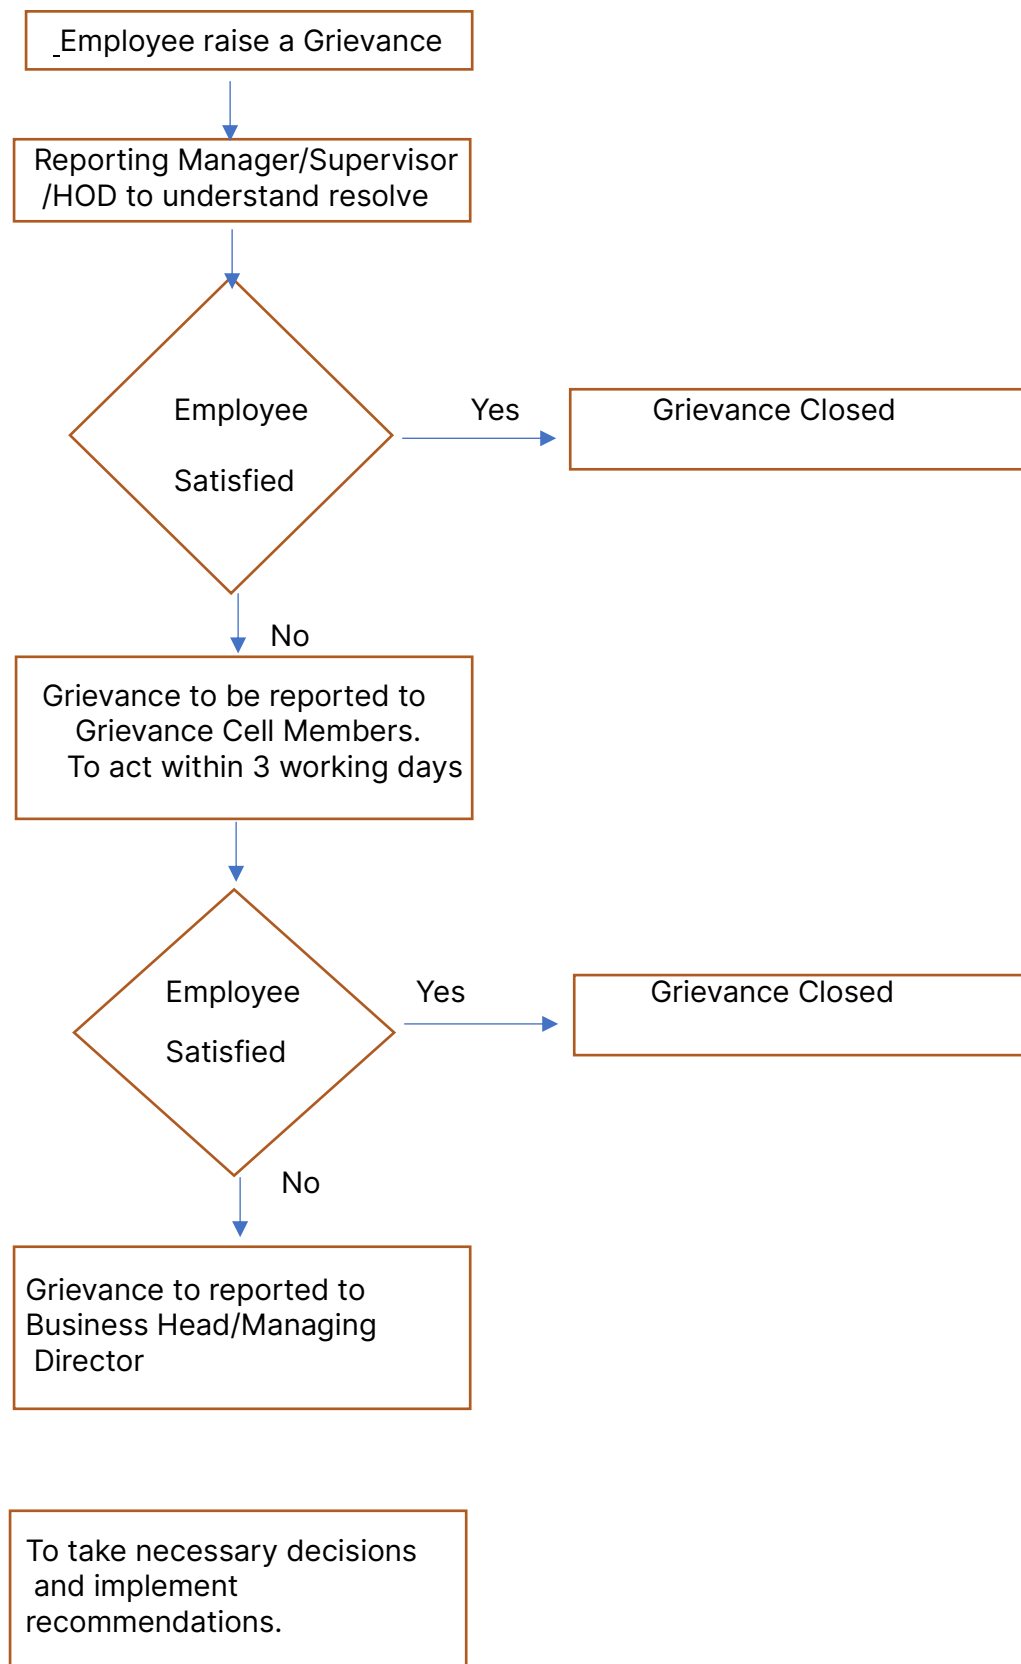 Employee raise a Grievance
Reporting Manager/Supervisor
/HOD to understand resolve
Employee
Satisfied
Yes
Grievance Closed
No
Grievance to be reported to
Grievance Cell Members.
To act within 3 working days
Employee
Satisfied
Yes
Grievance Closed
No
Grievance to reported to
Business Head/Managing
Director
To take necessary decisions
and implement
recommendations.